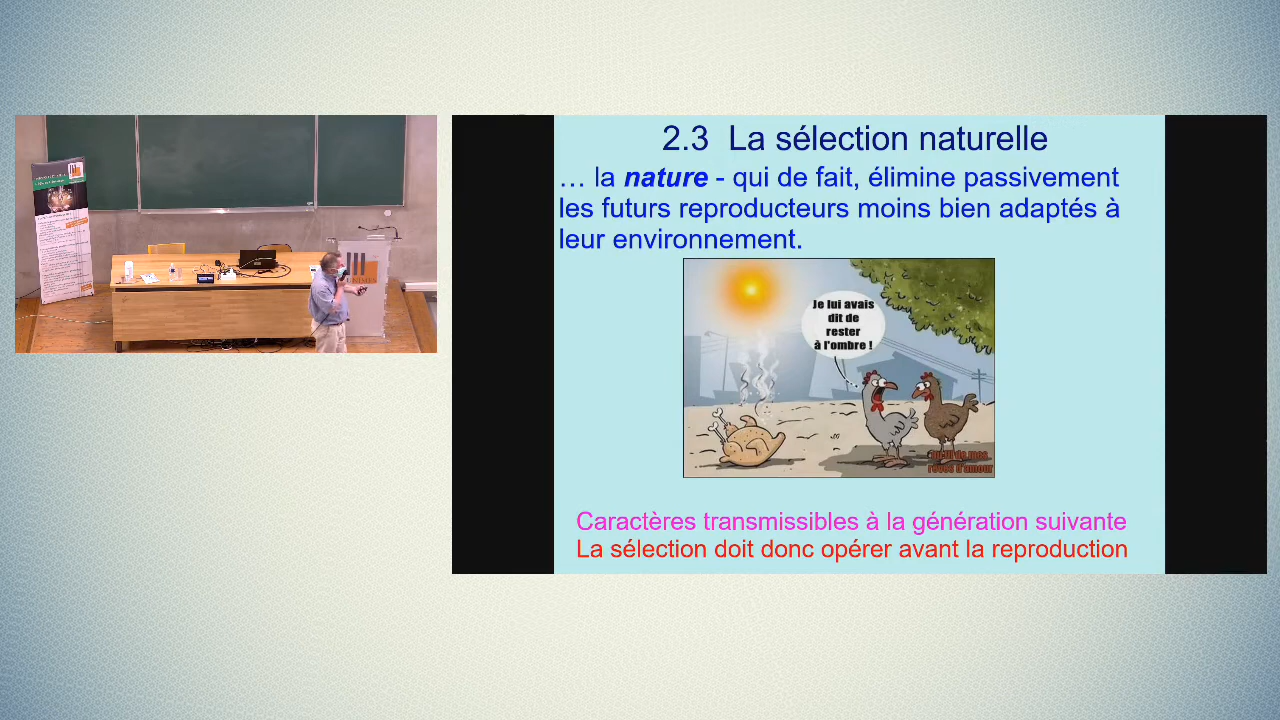 2.3 La sélection naturelle
… la nature - qui de fait, élimine passivement
les futurs reproducteurs moins bien adaptés à
leur environnement.
Je lui avais
dit de
rester
à l'ombre !
rêves d'amour
Caractères transmissibles à la génération suivante
La sélection doit donc opérer avant la reproduction